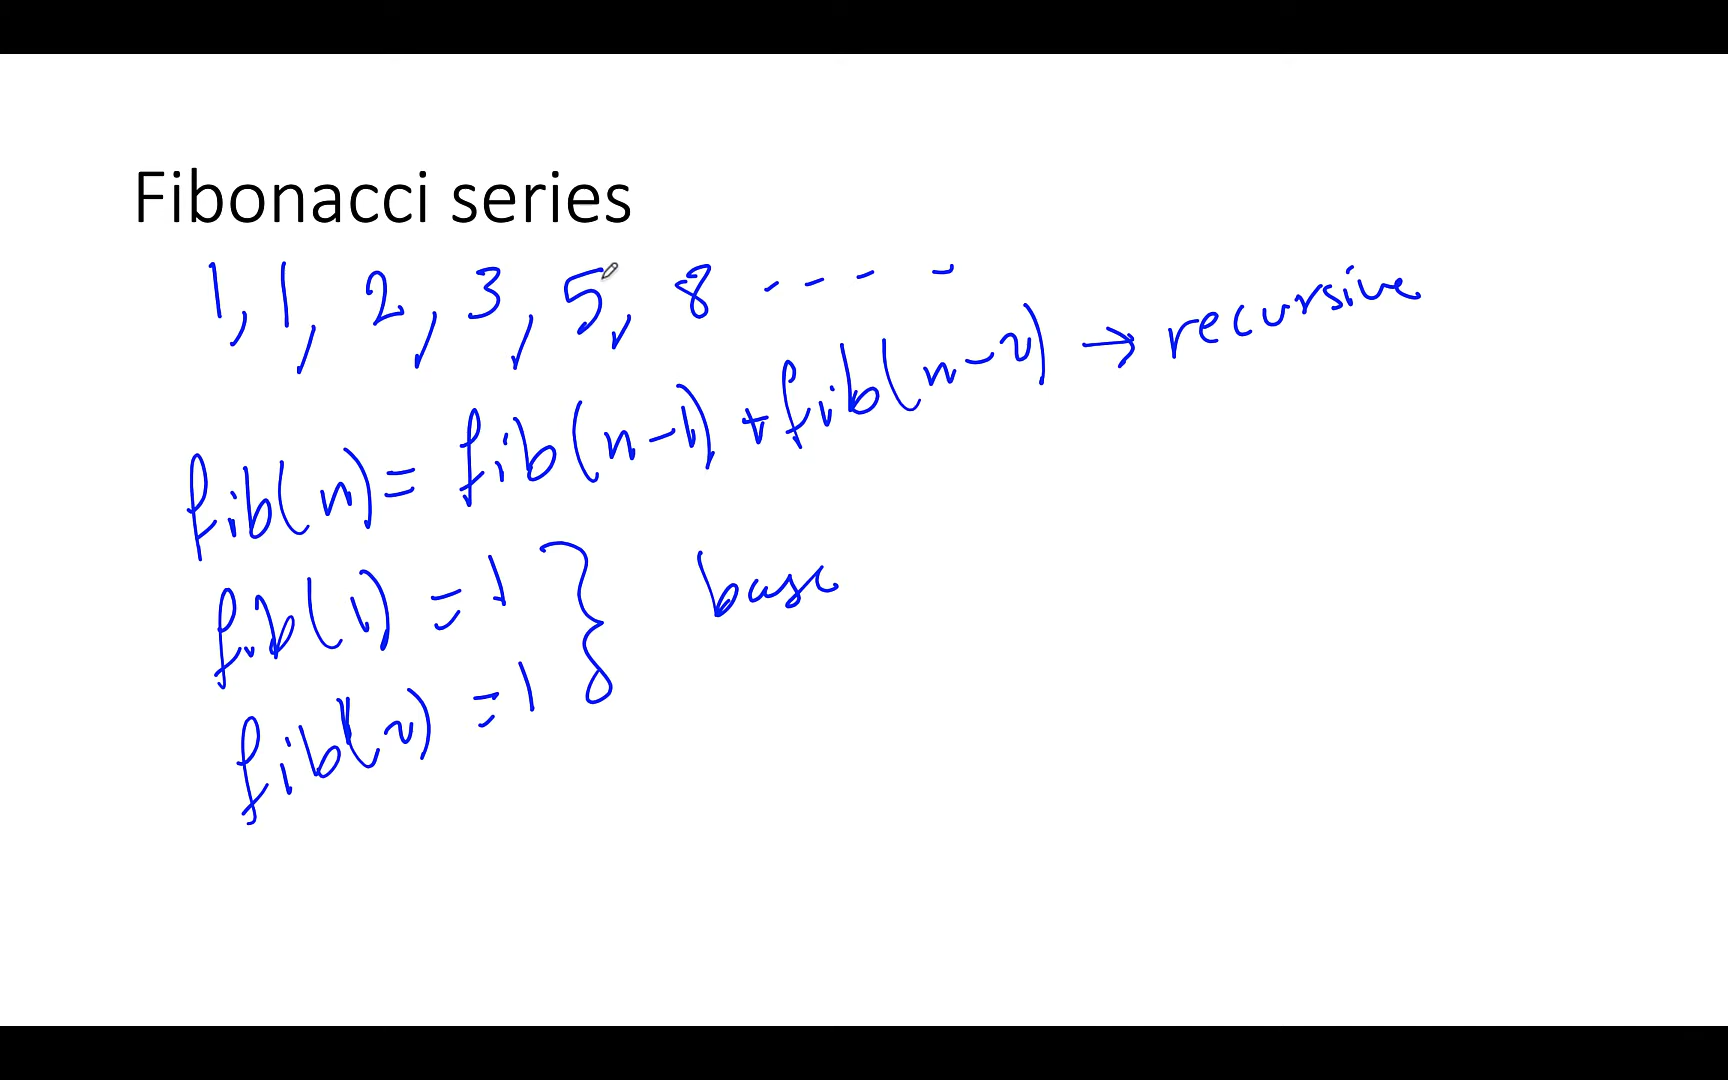 Fibonacci series
1, 1, 2, 3, 5, 8 - - - -
fib(n) = fib(n-1) + fib(n-2) → recursive
fib(1) = 1
fib(2) = 1 } base